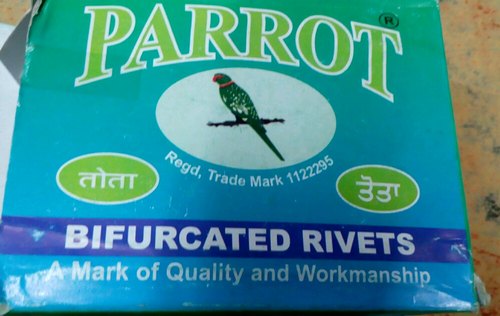 PARROT®
Regd, Trade Mark 1122295
तोता
ਤੋਤਾ
BIFURCATED RIVETS
A Mark of Quality and Workmanship